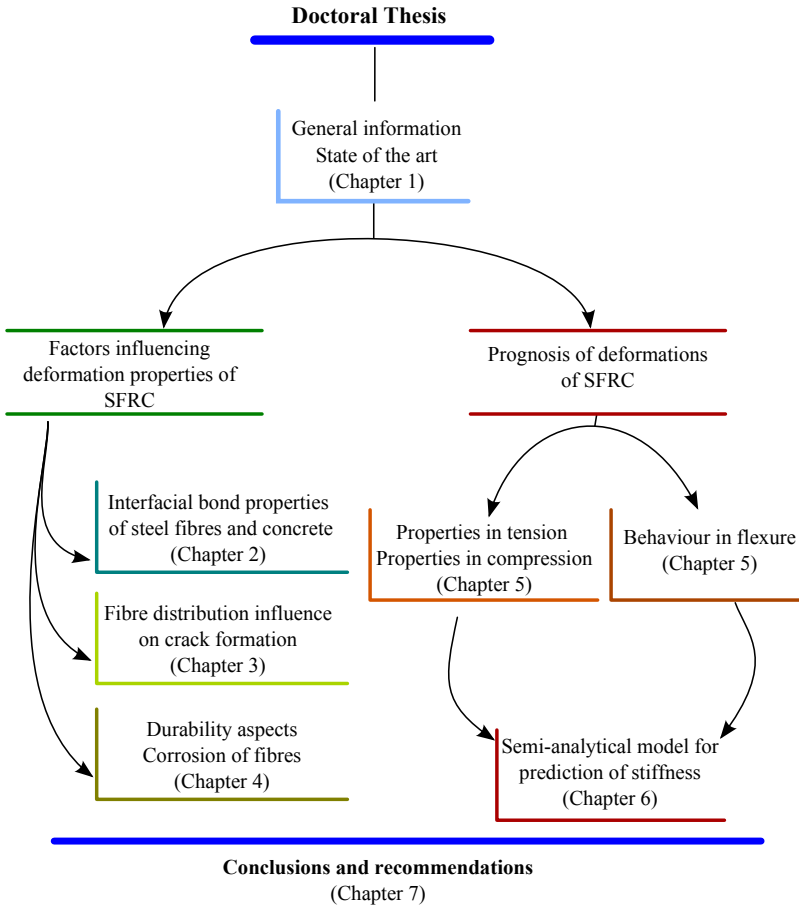 Doctoral Thesis
General information
State of the art
(Chapter 1)
Factors influencing
deformation properties of
SFRC
Prognosis of deformations
of SFRC
Interfacial bond properties
of steel fibres and concrete
(Chapter 2)
Fibre distribution influence
on crack formation
(Chapter 3)
Durability aspects
Corrosion of fibres
(Chapter 4)
Properties in tension
Properties in compression
(Chapter 5)
Behaviour in flexure
(Chapter 5)
Semi-analytical model for
prediction of stiffness
(Chapter 6)
Conclusions and recommendations
(Chapter 7)